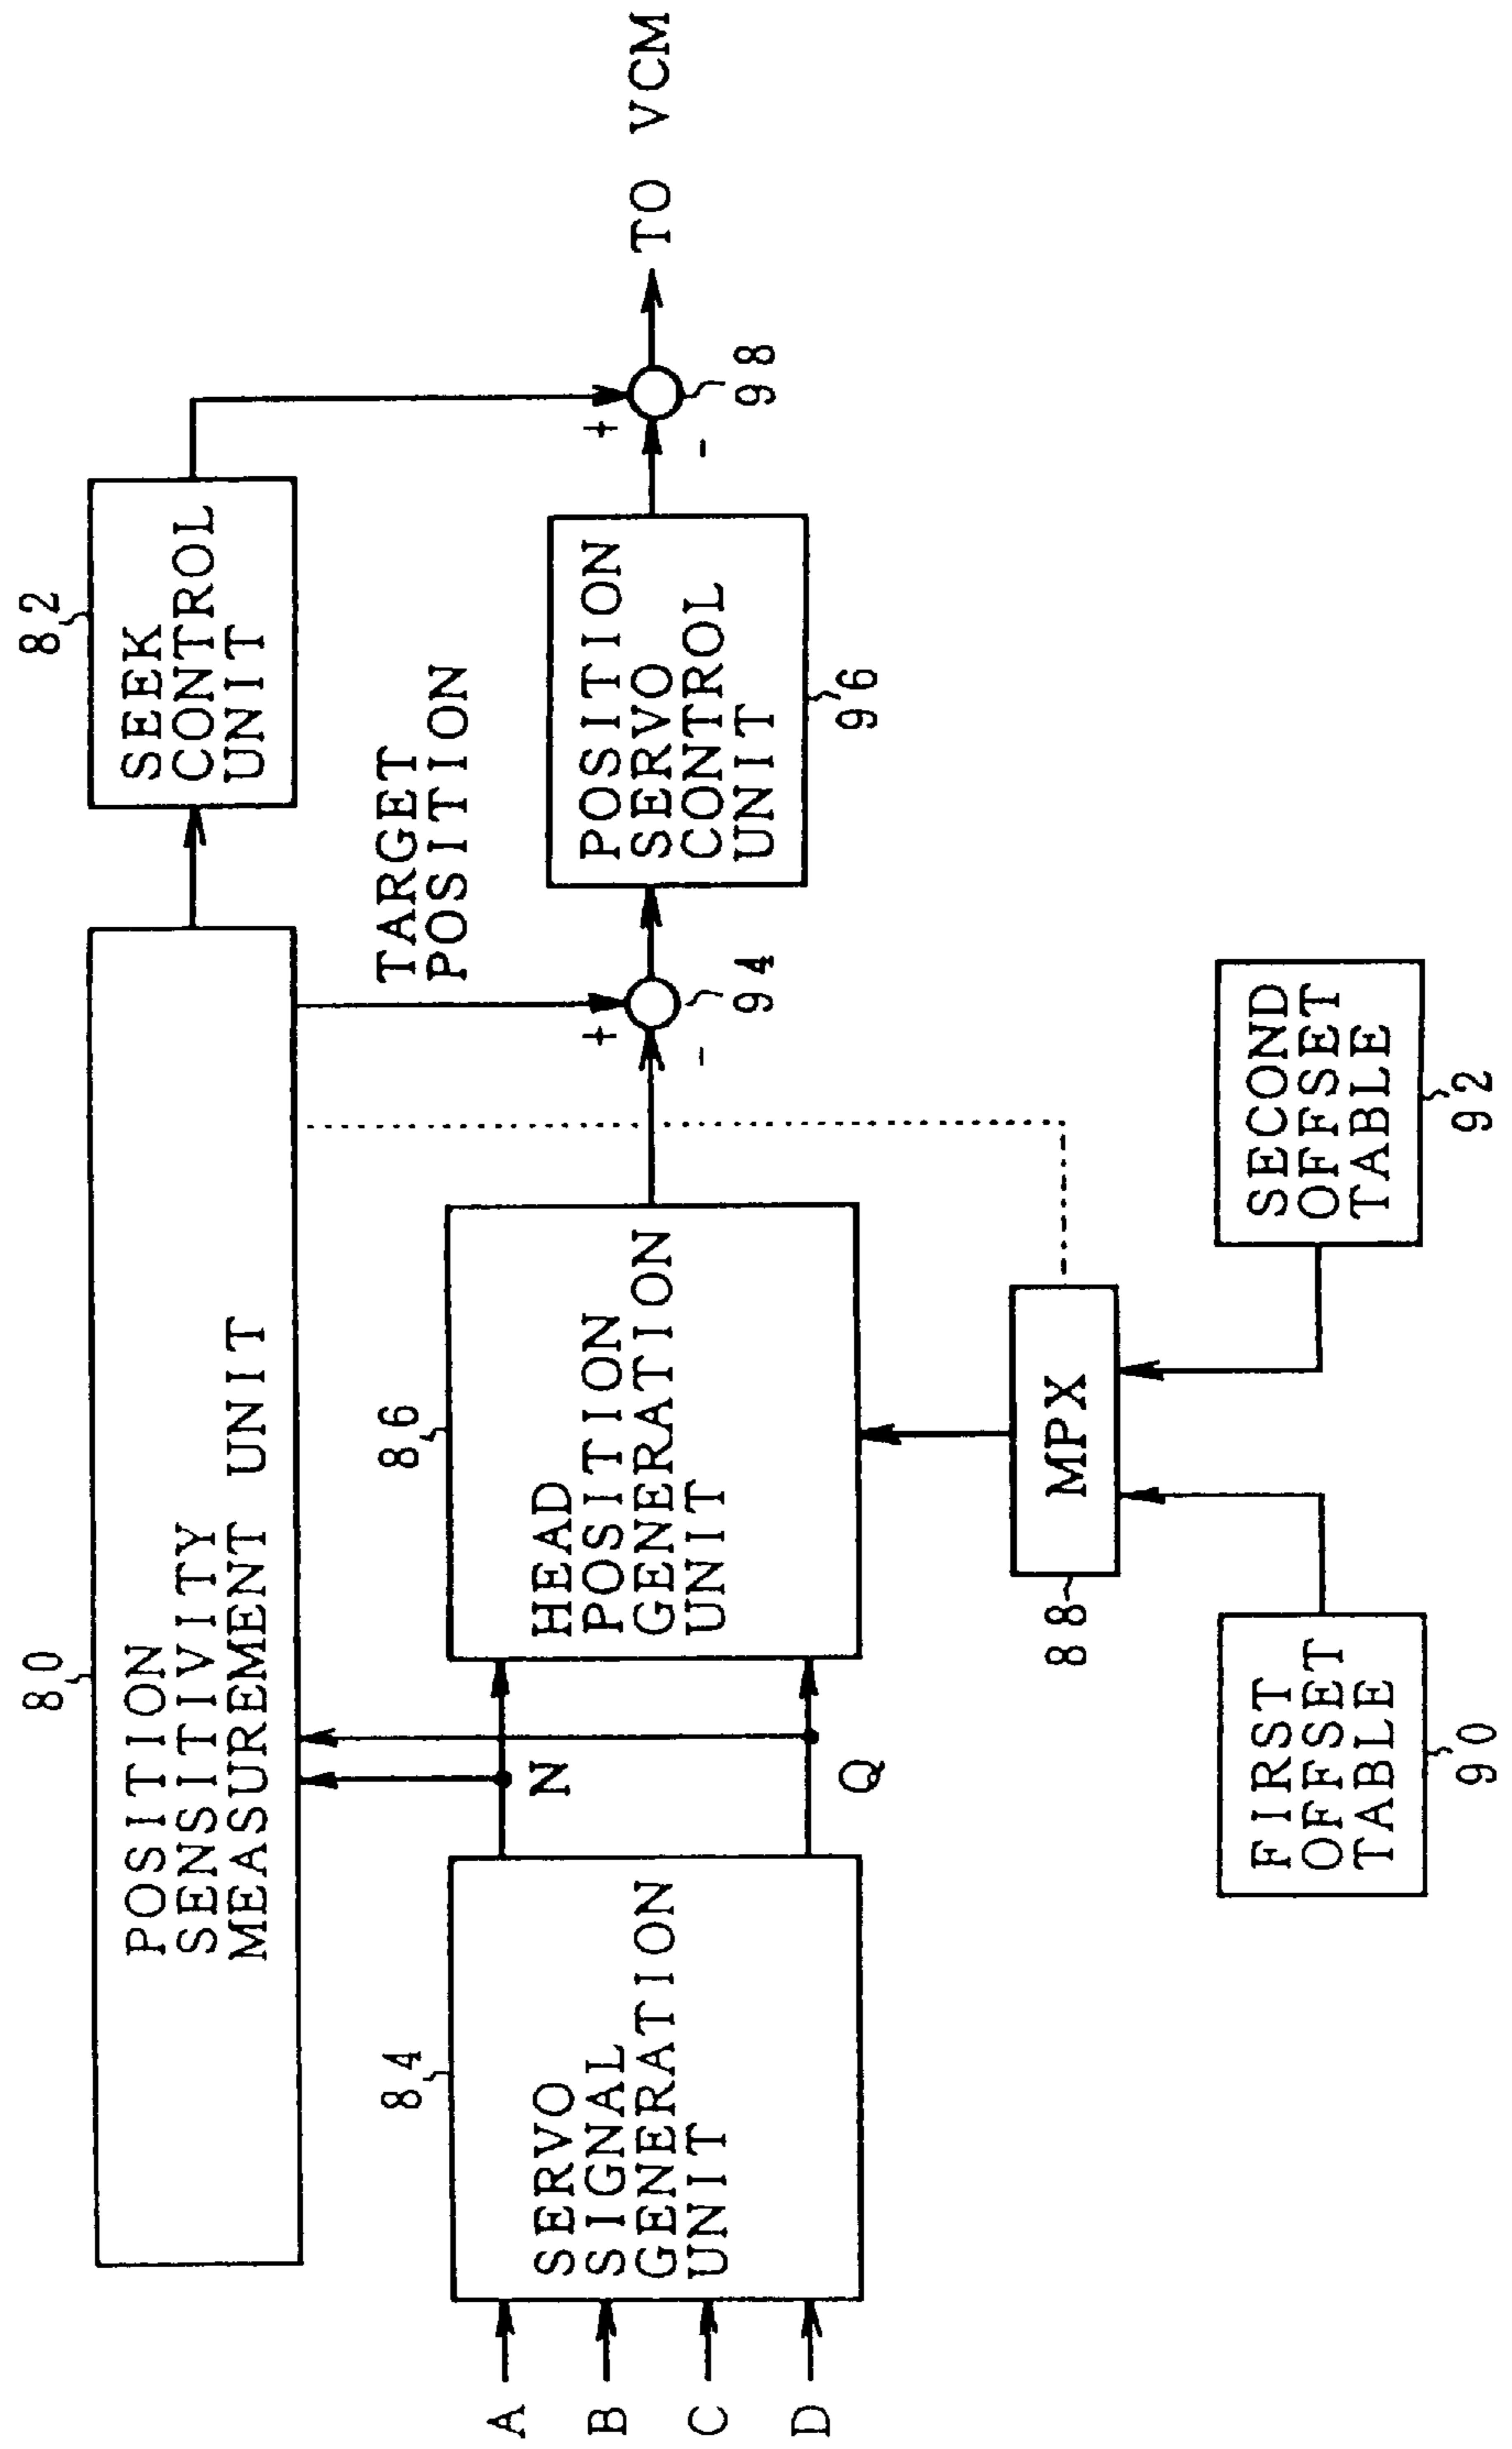 80
POSITION
SENSITIVITY
MEASUREMENT UNIT
82
SEEK
CONTROL
UNIT
TARGET
POSITION
84
SERVO
SIGNAL
GENERATION
UNIT
A
B
C
D
N
Q
86
HEAD
POSITION
GENERATION
UNIT
+
-
94
POSITION
SERVO
CONTROL
UNIT
96
+
-
98
TO VCM
88
MPX
FIRST
OFFSET
TABLE
90
SECOND
OFFSET
TABLE
92